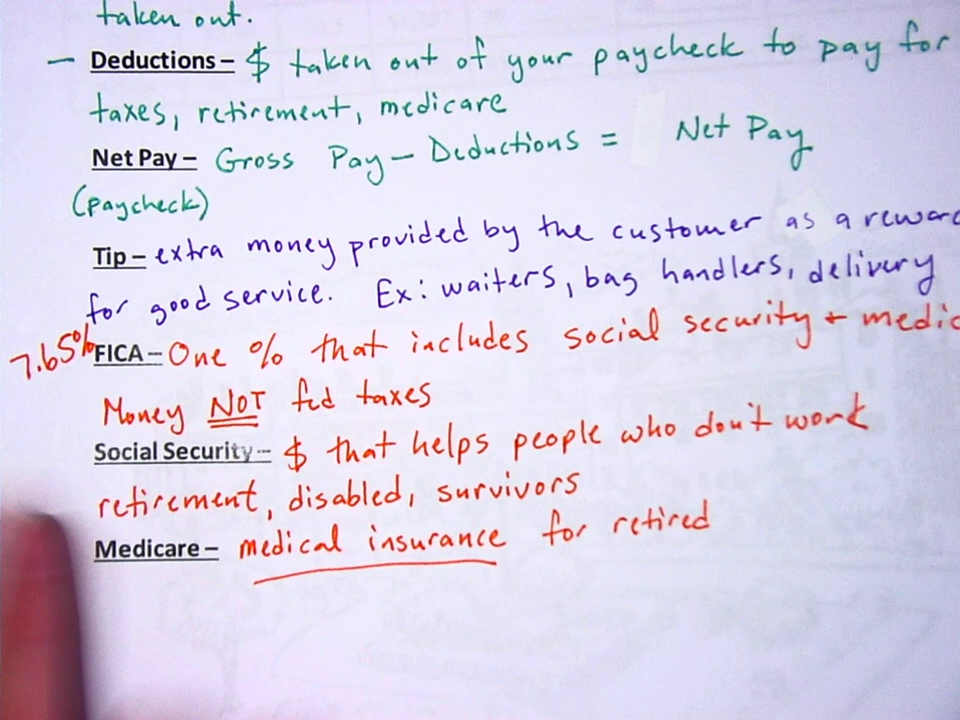 taken out.
— Deductions – $ taken out of your paycheck to pay for
taxes, retirement, medicare
Net Pay – Gross Pay – Deductions = Net Pay
(paycheck)
Tip – extra money provided by the customer as a reward
for good service. Ex: waiters, bag handlers, delivery
7.65% FICA – One % that includes social security + medic
Money NOT fed taxes
Social Security – $ that helps people who don't work
retirement, disabled, survivors
Medicare – medical insurance for retired